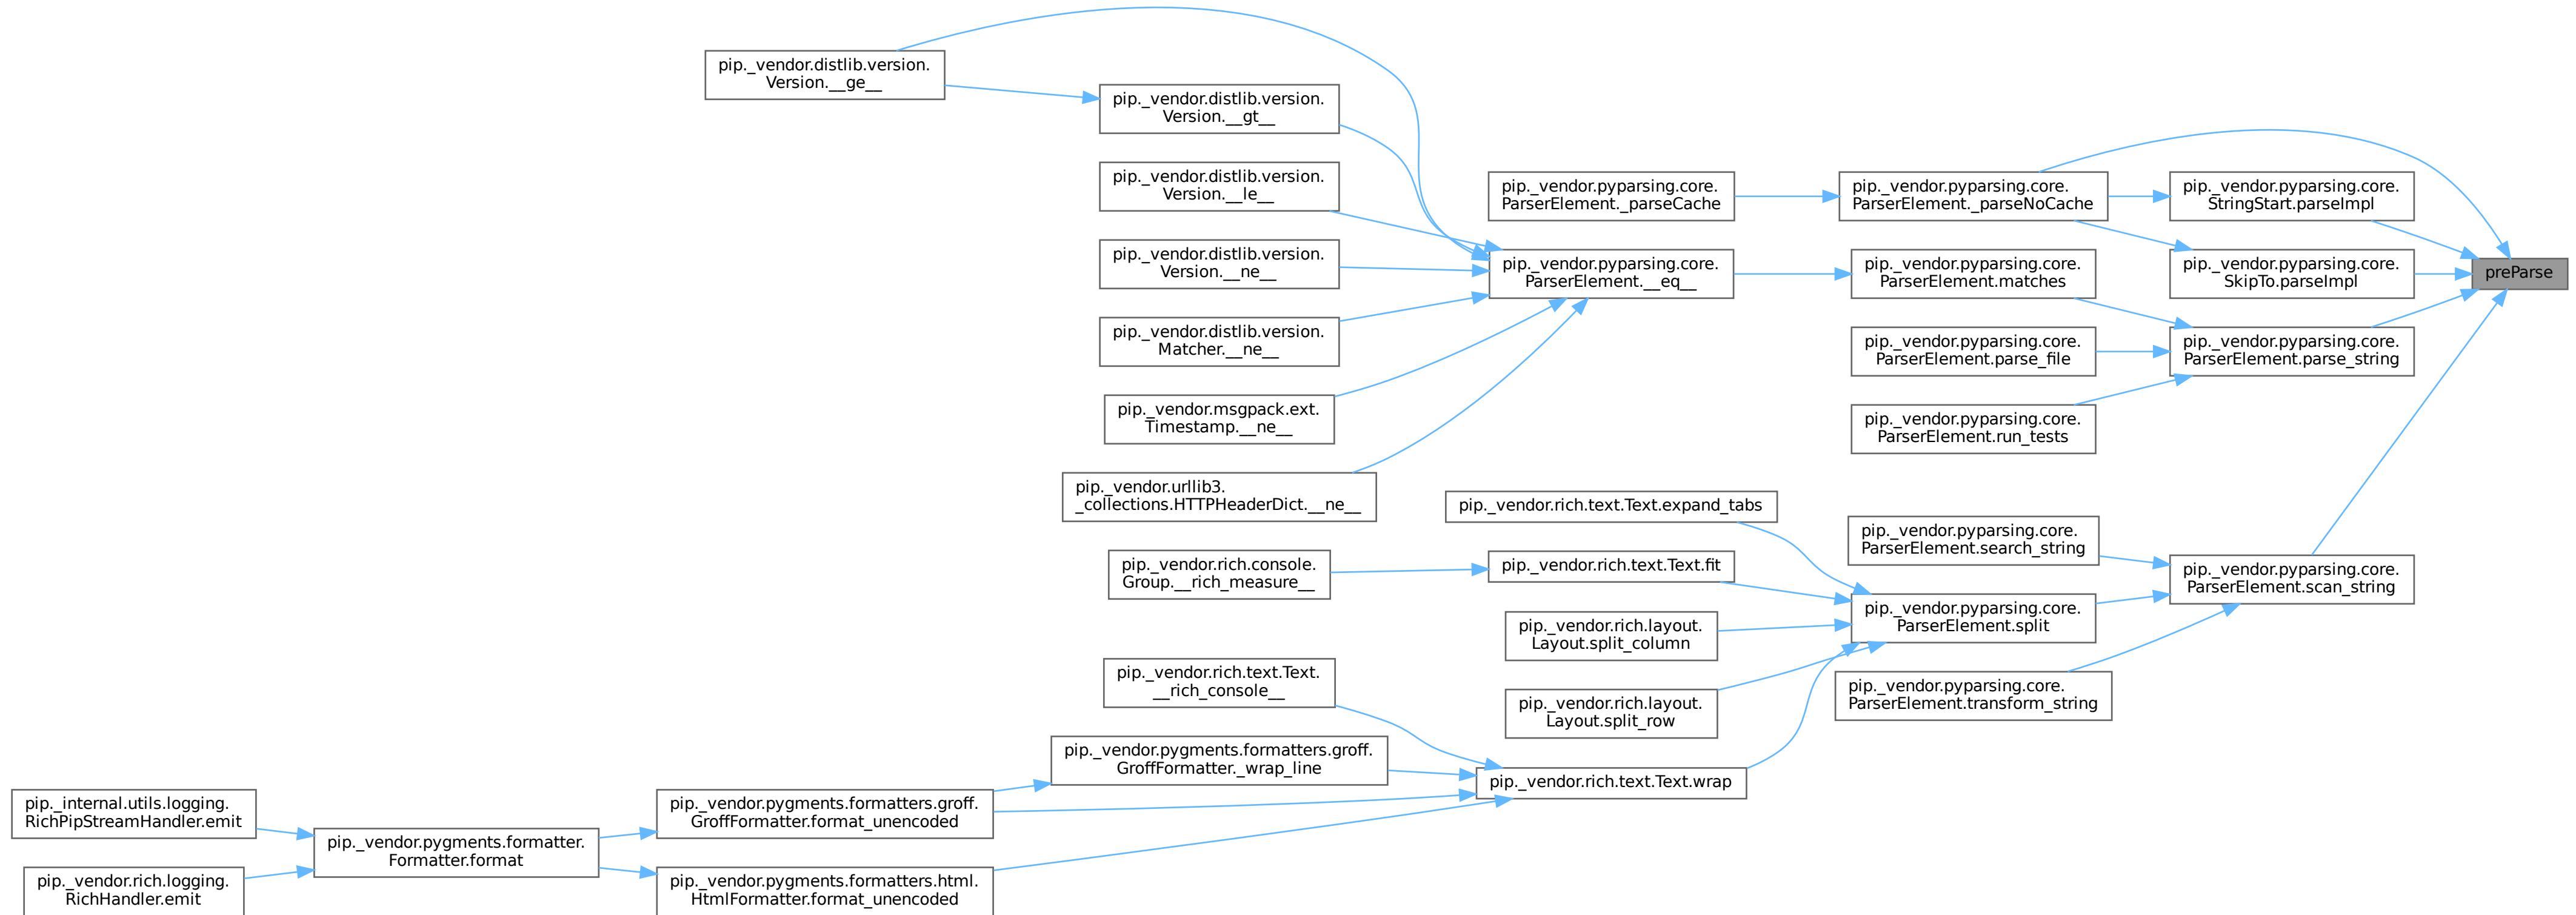 pip._vendor.distlib.version.
Version.__ge__
pip._vendor.distlib.version.
Version.__gt__
pip._vendor.distlib.version.
Version.__le__
pip._vendor.distlib.version.
Version.__ne__
pip._vendor.distlib.version.
Matcher.__ne__
pip._vendor.msgpack.ext.
Timestamp.__ne__
pip._vendor.urllib3.
_collections.HTTPHeaderDict.__ne__
pip._vendor.pyparsing.core.
ParserElement._parseCache
pip._vendor.pyparsing.core.
ParserElement.__eq__
pip._vendor.pyparsing.core.
ParserElement._parseNoCache
pip._vendor.pyparsing.core.
ParserElement.matches
pip._vendor.pyparsing.core.
ParserElement.parse_file
pip._vendor.pyparsing.core.
ParserElement.run_tests
pip._vendor.pyparsing.core.
StringStart.parseImpl
pip._vendor.pyparsing.core.
SkipTo.parseImpl
pip._vendor.pyparsing.core.
ParserElement.parse_string
preParse
pip._vendor.rich.text.Text.expand_tabs
pip._vendor.rich.console.
Group.__rich_measure__
pip._vendor.rich.text.Text.fit
pip._vendor.rich.layout.
Layout.split_column
pip._vendor.rich.layout.
Layout.split_row
pip._vendor.pyparsing.core.
ParserElement.search_string
pip._vendor.pyparsing.core.
ParserElement.split
pip._vendor.pyparsing.core.
ParserElement.transform_string
pip._vendor.pyparsing.core.
ParserElement.scan_string
pip._vendor.rich.text.Text.
__rich_console__
pip._vendor.pygments.formatters.groff.
GroffFormatter._wrap_line
pip._vendor.rich.text.Text.wrap
pip._internal.utils.logging.
RichPipStreamHandler.emit
pip._vendor.rich.logging.
RichHandler.emit
pip._vendor.pygments.formatter.
Formatter.format
pip._vendor.pygments.formatters.groff.
GroffFormatter.format_unencoded
pip._vendor.pygments.formatters.html.
HtmlFormatter.format_unencoded